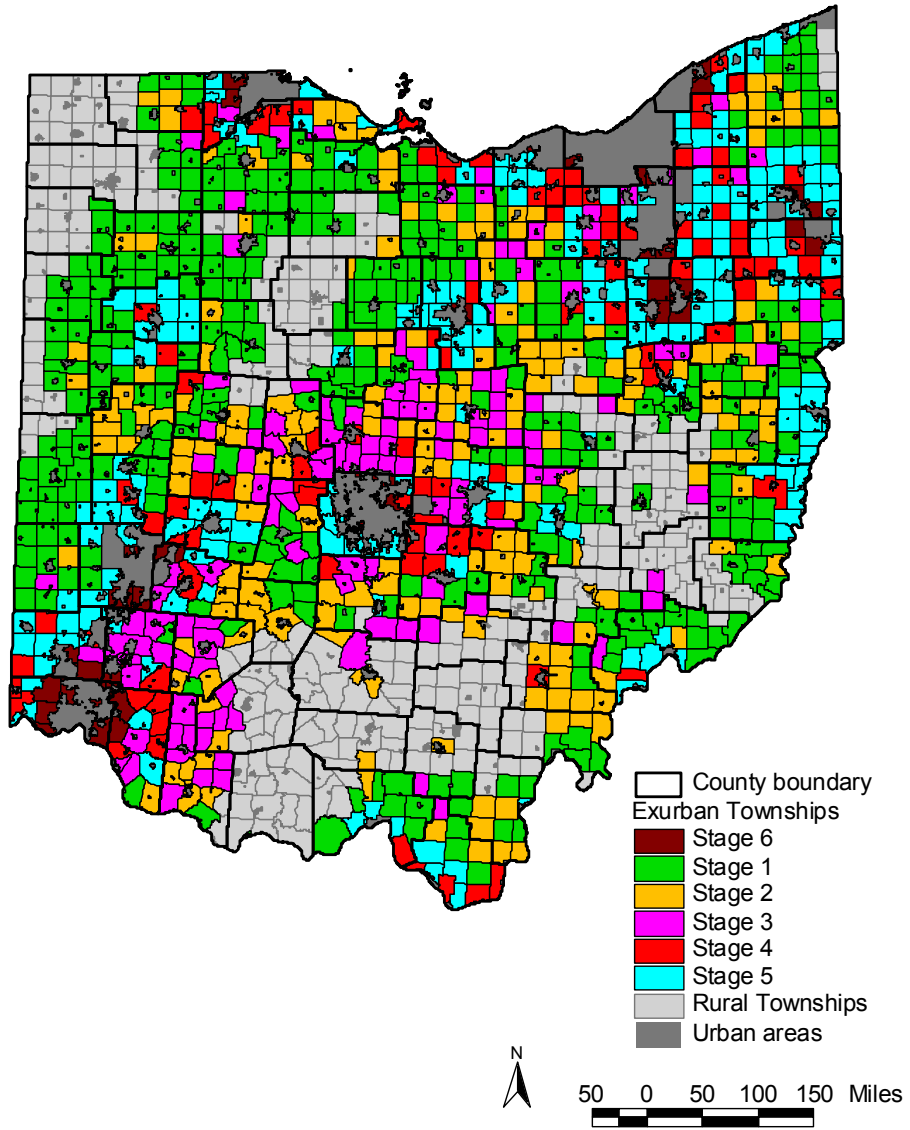 County boundary
Exurban Townships
Stage 6
Stage 1
Stage 2
Stage 3
Stage 4
Stage 5
Rural Townships
Urban areas
N
50 0 50 100 150 Miles